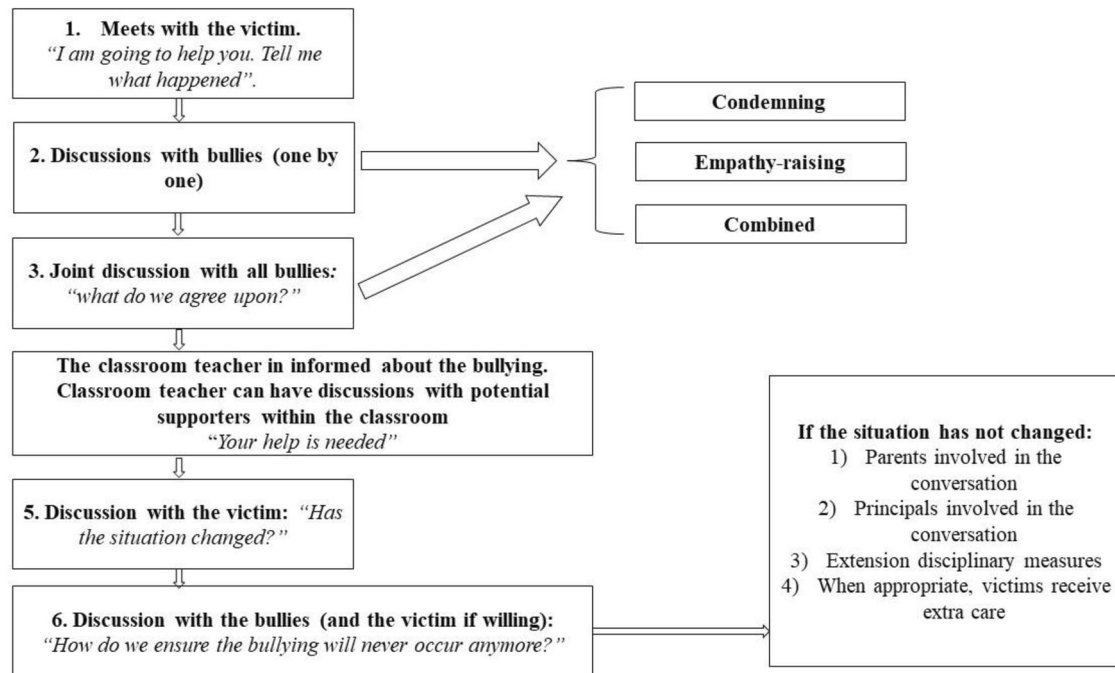 1. Meets with the victim.
“I am going to help you. Tell me
what happened”.
2. Discussions with bullies (one by
one)
3. Joint discussion with all bullies:
“what do we agree upon?”
The classroom teacher in informed about the bullying.
Classroom teacher can have discussions with potential
supporters within the classroom
“Your help is needed”
5. Discussion with the victim: “Has
the situation changed?”
6. Discussion with the bullies (and the victim if willing):
“How do we ensure the bullying will never occur anymore?”
Condemning
Empathy-raising
Combined
If the situation has not changed:
1) Parents involved in the
conversation
2) Principals involved in the
conversation
3) Extension disciplinary measures
4) When appropriate, victims receive
extra care